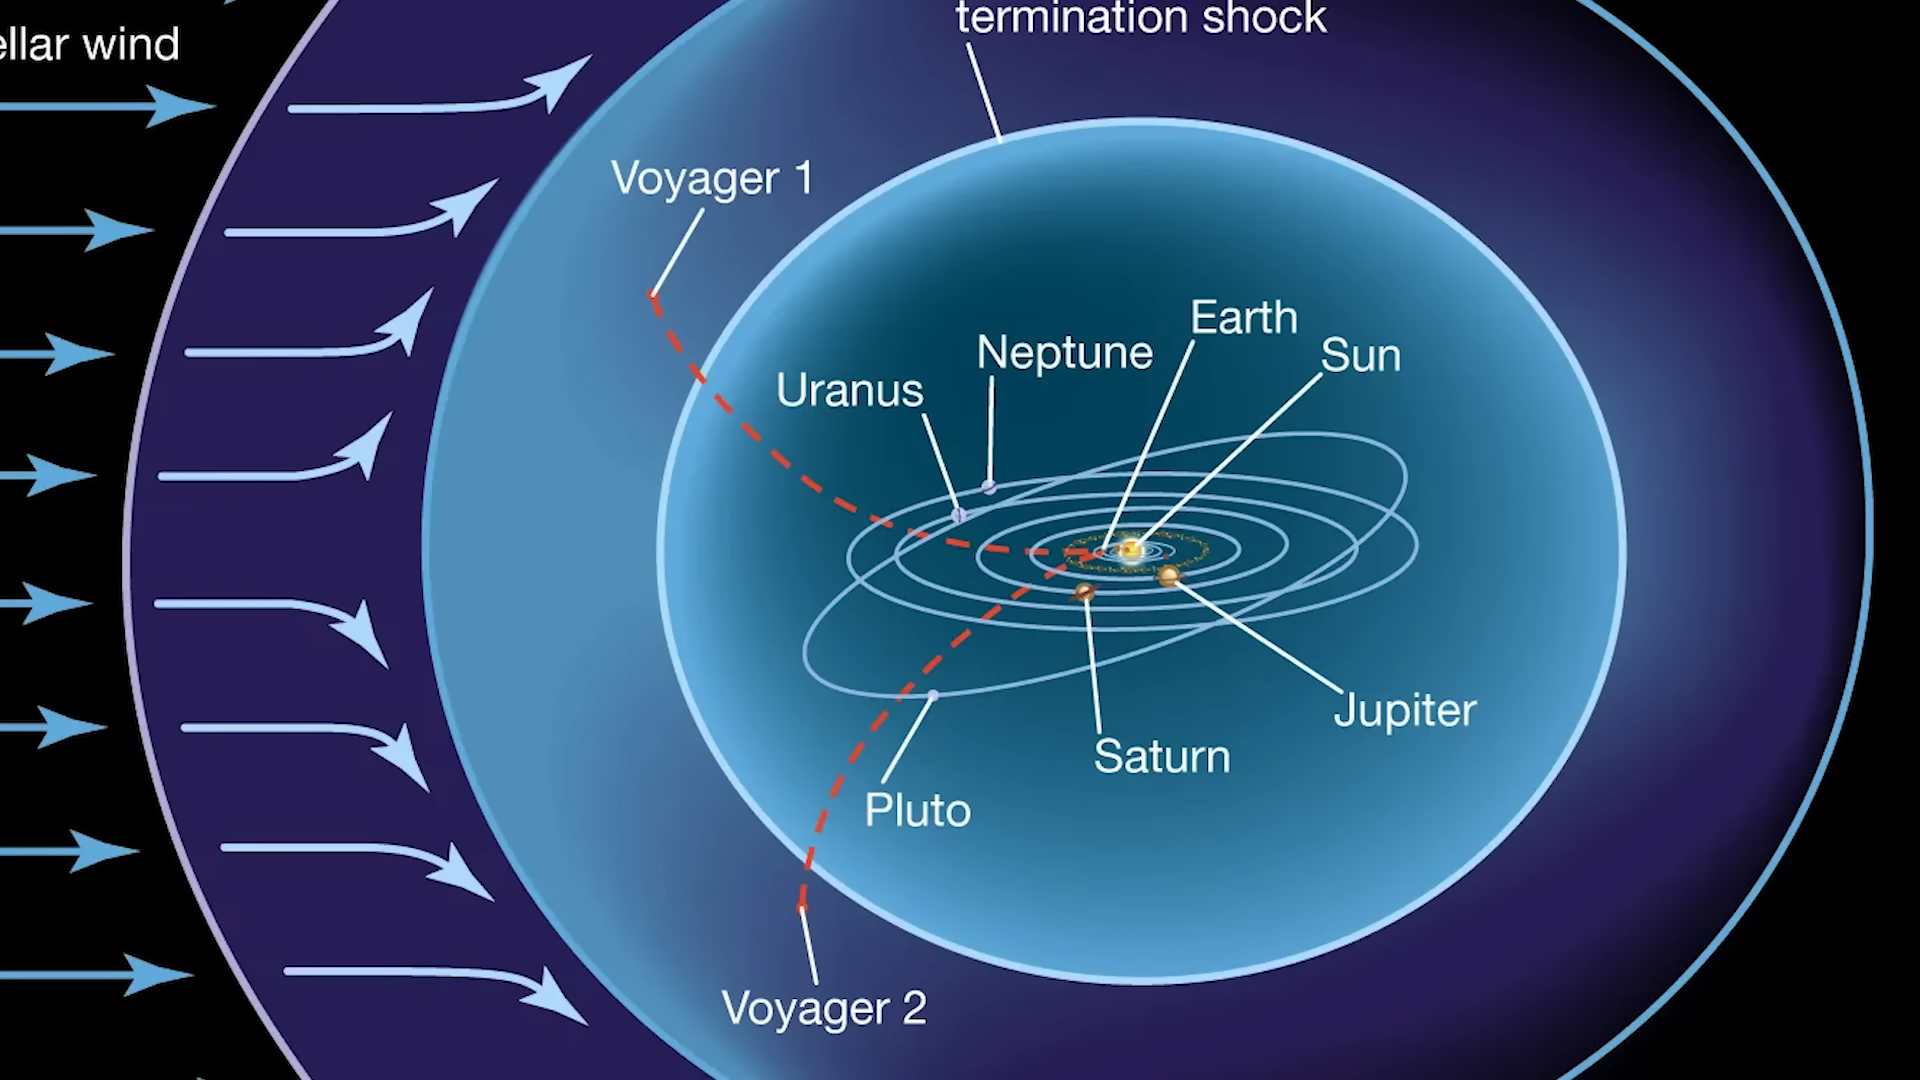 termination shock
ellar wind
Voyager 1
Earth
Neptune
Sun
Uranus
Jupiter
Saturn
Pluto
Voyager 2